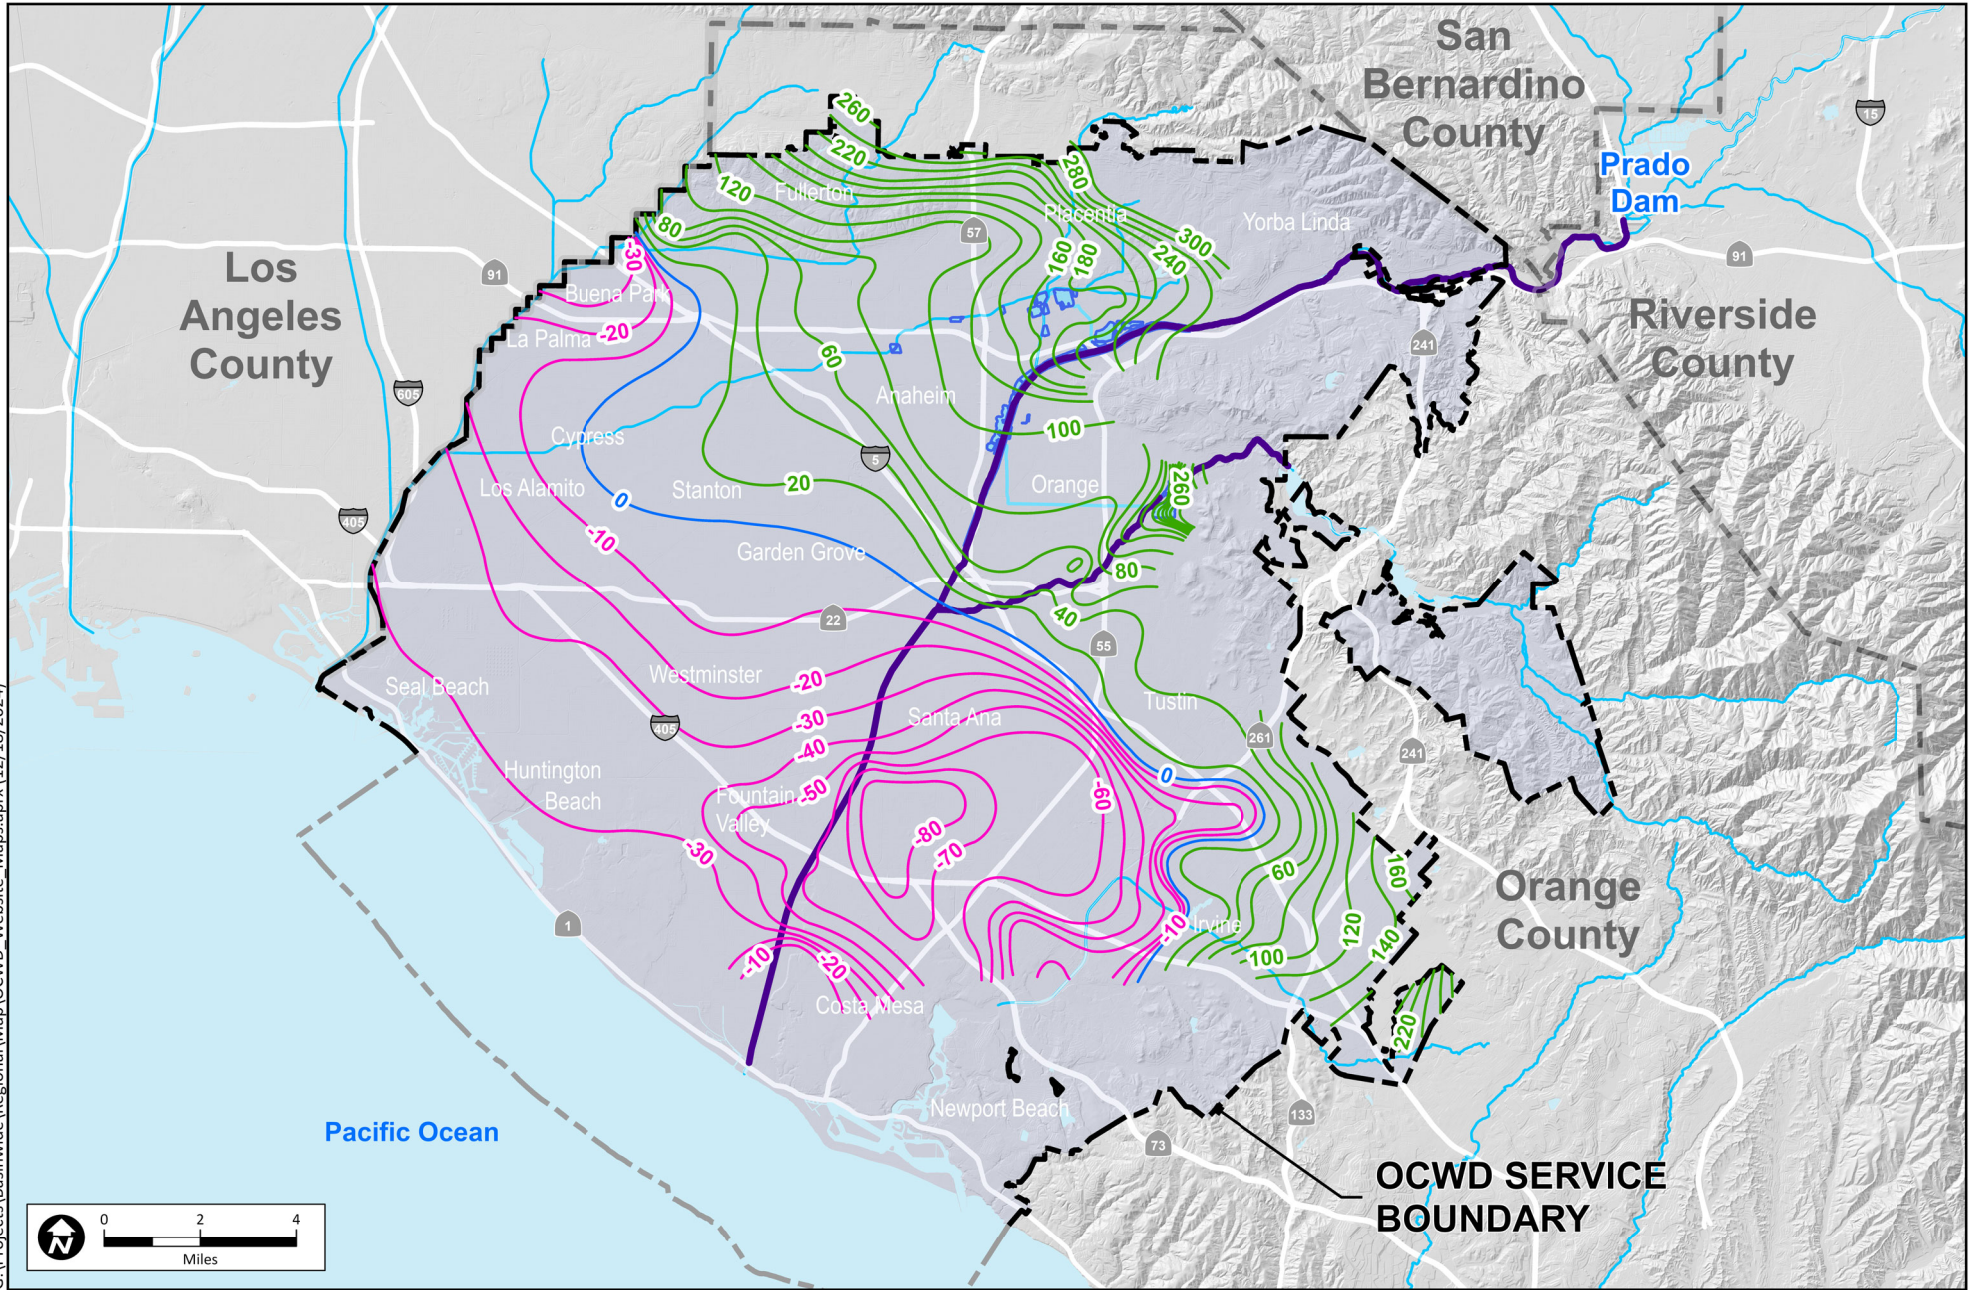 San
Bernardino
County
15
260
220
280
120
Fullerton
Prado
Dam
Placentia
Yorba Linda
80
57
300
240
160
180
91
-30
Los
Angeles
County
91
Buena Park
La Palma
-20
Riverside
County
241
60
605
Anaheim
Cypress
100
5
Los Alamito
Stanton
20
Orange
260
0
405
-10
Garden Grove
80
22
40
55
Westminster
-20
Seal Beach
Tustin
-30
Santa Ana
405
261
241
-40
Huntington
Beach
0
-50
Fountain
Valley
-60
-80
-70
-30
60
160
Orange
County
1
Irvine
-10
120
140
100
-10
-20
Costa Mesa
220
Newport Beach
Pacific Ocean
133
73
OCWD SERVICE
BOUNDARY
0 2 4
Miles
N